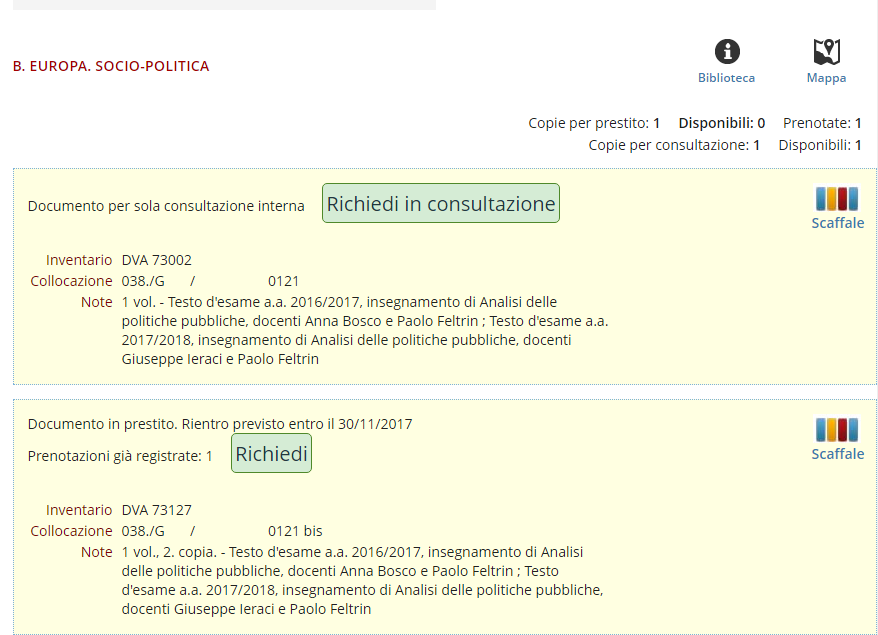 B. EUROPA. SOCIO-POLITICA
Biblioteca
Mappa
Copie per prestito: 1 Disponibili: 0 Prenotate: 1
Copie per consultazione: 1 Disponibili: 1
Documento per sola consultazione interna Richiedi in consultazione
Scaffale
Inventario DVA 73002
Collocazione 038./G / 0121
Note 1 vol. - Testo d'esame a.a. 2016/2017, insegnamento di Analisi delle
politiche pubbliche, docenti Anna Bosco e Paolo Feltrin ; Testo d'esame a.a.
2017/2018, insegnamento di Analisi delle politiche pubbliche, docenti
Giuseppe Ieraci e Paolo Feltrin
Documento in prestito. Rientro previsto entro il 30/11/2017
Prenotazioni già registrate: 1 Richiedi
Scaffale
Inventario DVA 73127
Collocazione 038./G / 0121 bis
Note 1 vol., 2. copia. - Testo d'esame a.a. 2016/2017, insegnamento di Analisi
delle politiche pubbliche, docenti Anna Bosco e Paolo Feltrin ; Testo
d'esame a.a. 2017/2018, insegnamento di Analisi delle politiche pubbliche,
docenti Giuseppe Ieraci e Paolo Feltrin